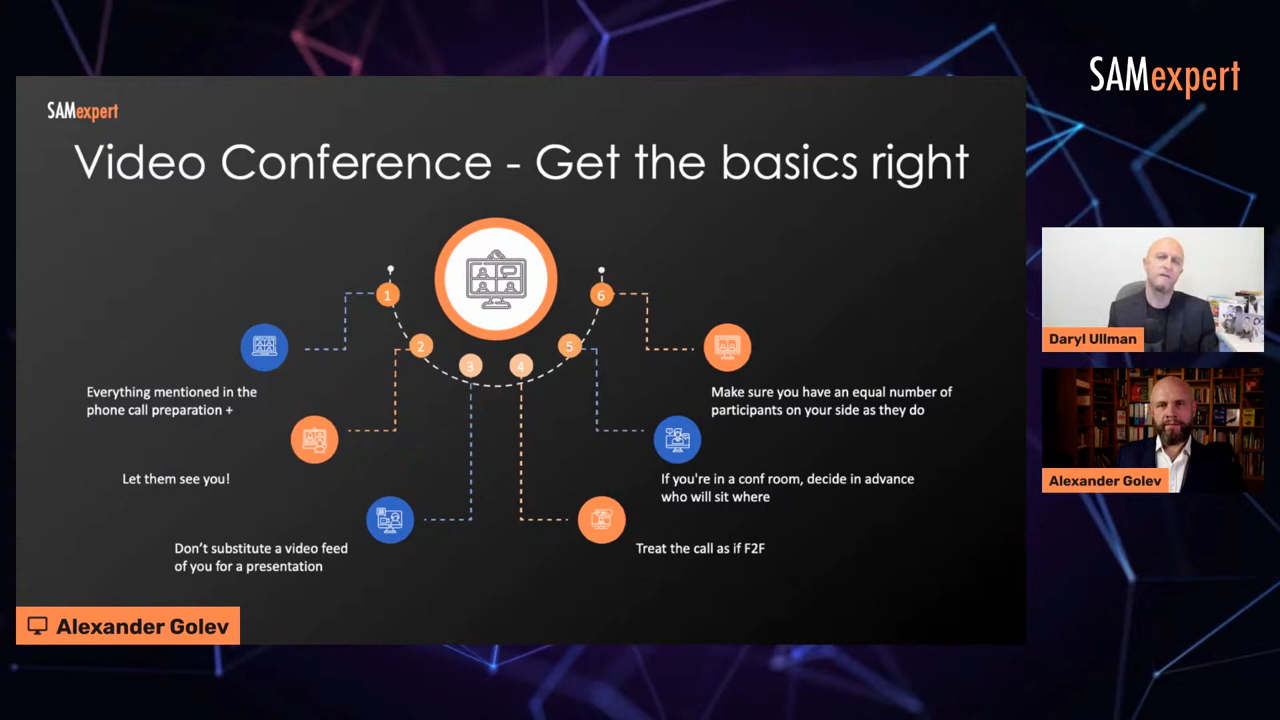 SAMexpert
SAMexpert
Video Conference - Get the basics right
1
2
3
4
5
6
Everything mentioned in the
phone call preparation +
Let them see you!
Don't substitute a video feed
of you for a presentation
Treat the call as if F2F
If you're in a conf room, decide in advance
who will sit where
Make sure you have an equal number of
participants on your side as they do
Daryl Ullman
Alexander Golev
Alexander Golev